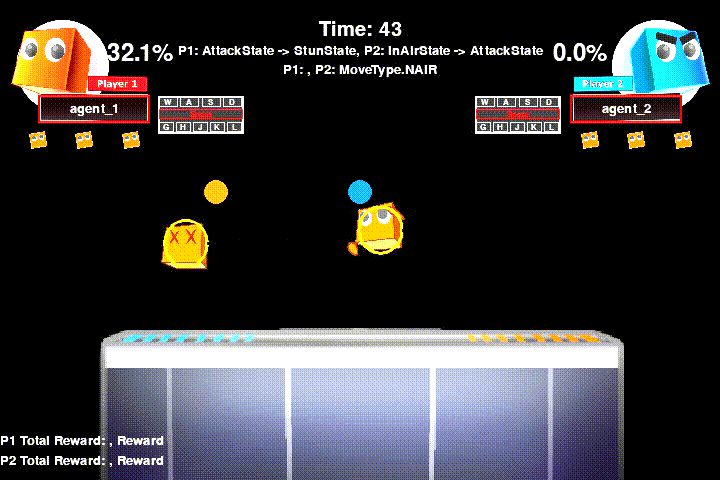 Time: 43
32.1% P1: AttackState -> StunState, P2: InAirState -> AttackState 0.0%
P1: , P2: MoveType.NAIR
Player 1
Player 2
agent_1
W A S D
G H J K L
W A S D
G H J K L
agent_2
P1 Total Reward: , Reward
P2 Total Reward: , Reward